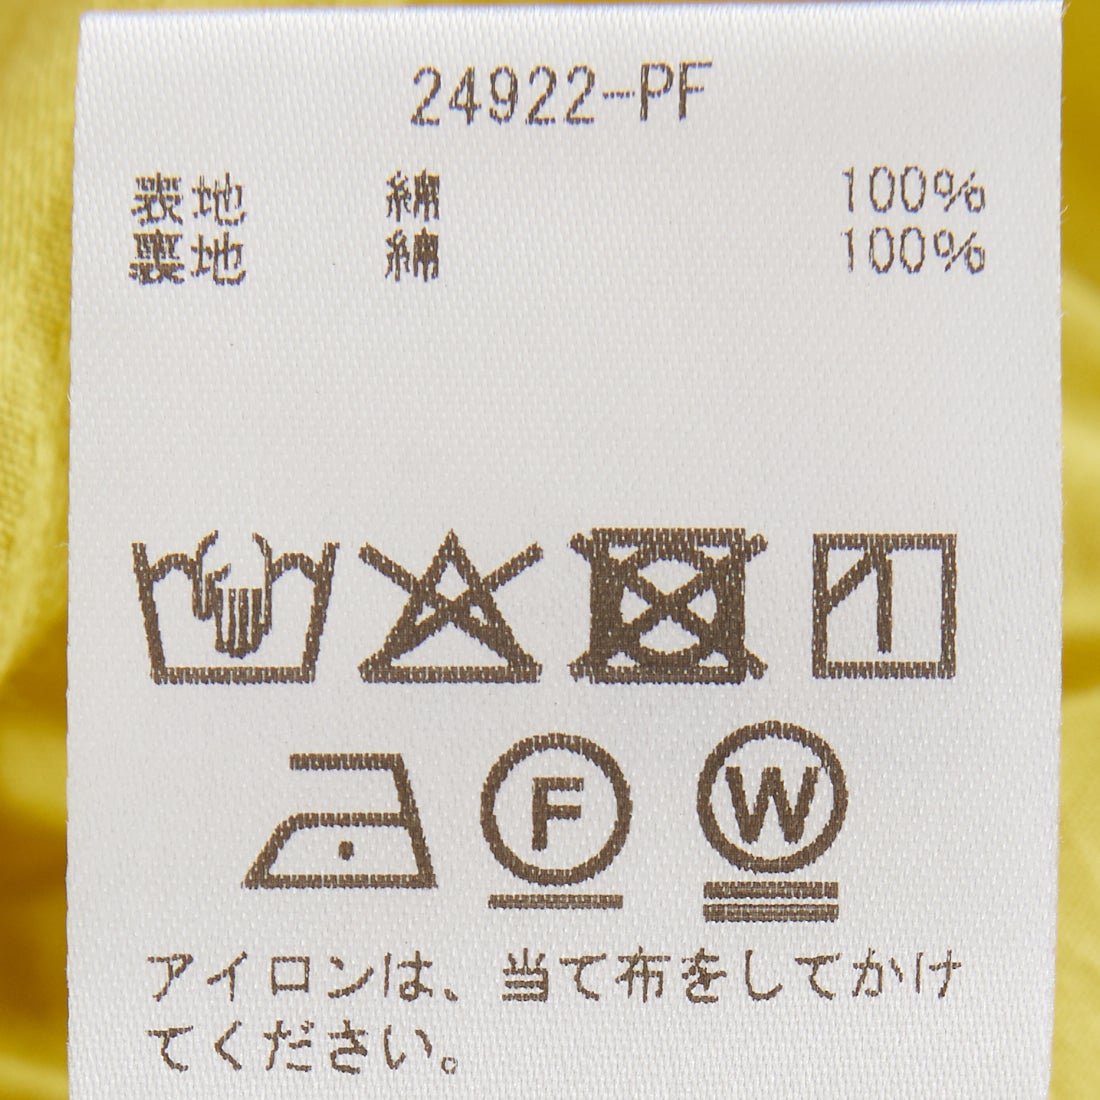 24922-PF
表地 綿 100%
裏地 綿 100%
F W
アイロンは、当て布をしてかけ
てください。